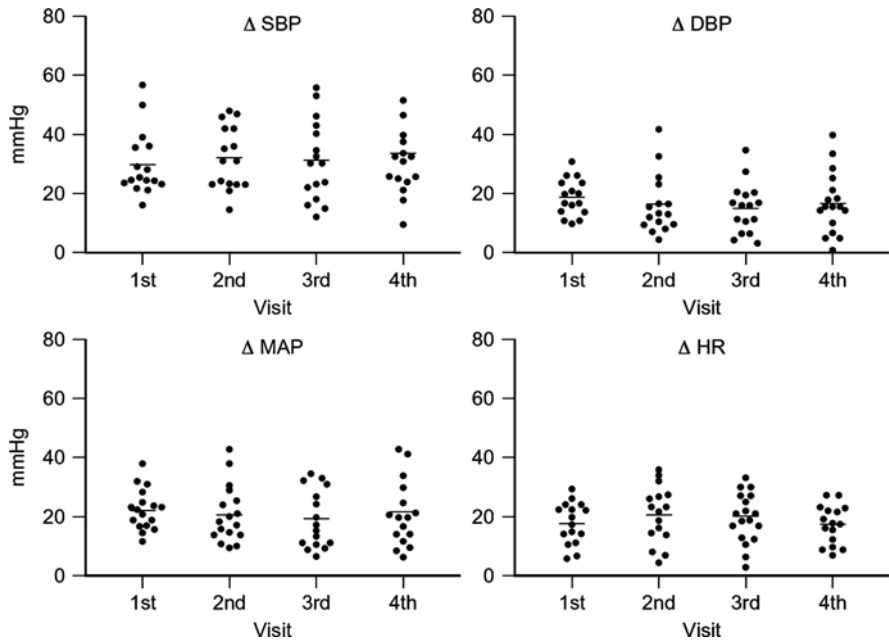 Δ SBP
80
60
40
20
0
mmHg
1st 2nd 3rd 4th
Visit
Δ DBP
80
60
40
20
0
1st 2nd 3rd 4th
Visit
Δ MAP
80
60
40
20
0
mmHg
1st 2nd 3rd 4th
Visit
Δ HR
80
60
40
20
0
1st 2nd 3rd 4th
Visit